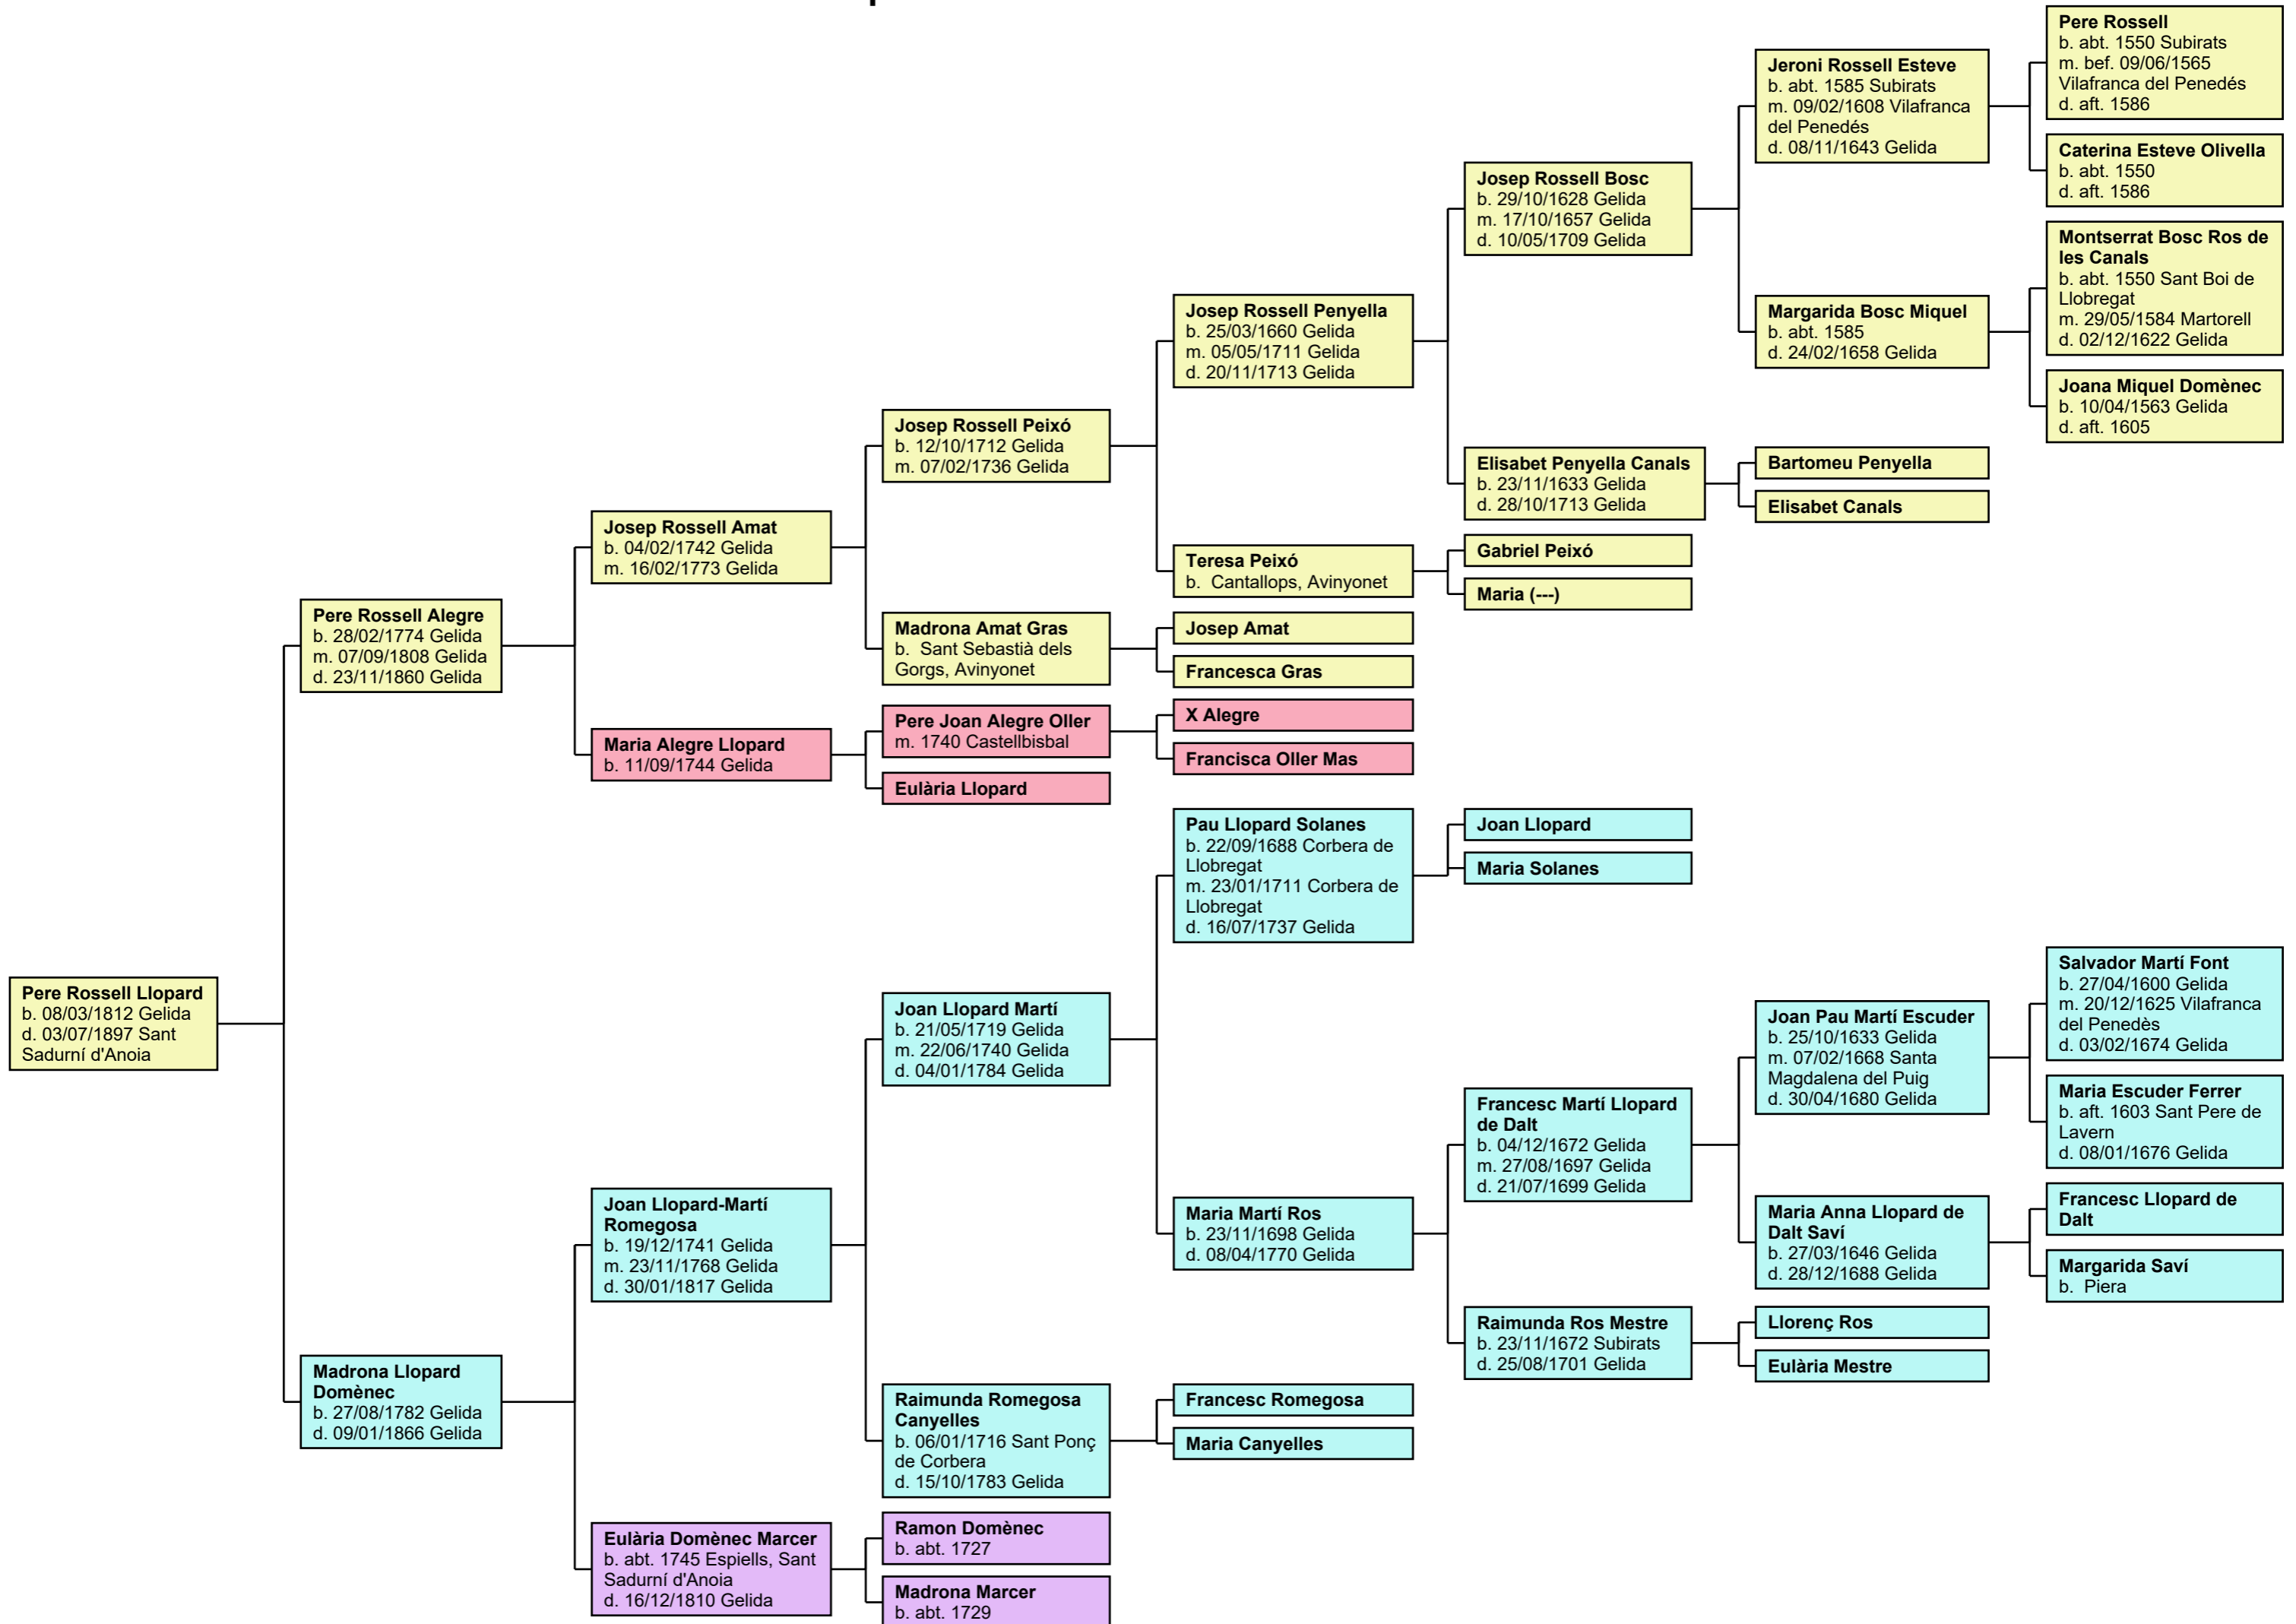 Pere Rossell Llopard
b. 08/03/1812 Gelida
d. 03/07/1897 Sant
Sadurní d'Anoia
Pere Rossell Alegre
b. 28/02/1774 Gelida
m. 07/09/1808 Gelida
d. 23/11/1860 Gelida
Madrona Llopard
Domènec
b. 27/08/1782 Gelida
d. 09/01/1866 Gelida
Josep Rossell Amat
b. 04/02/1742 Gelida
m. 16/02/1773 Gelida
Maria Alegre Llopard
b. 11/09/1744 Gelida
Joan Llopard-Martí
Romegosa
b. 19/12/1741 Gelida
m. 23/11/1768 Gelida
d. 30/01/1817 Gelida
Eulària Domènec Marcer
b. abt. 1745 Espiells, Sant
Sadurní d'Anoia
d. 16/12/1810 Gelida
Josep Rossell Peixó
b. 12/10/1712 Gelida
m. 07/02/1736 Gelida
Madrona Amat Gras
b.  Sant Sebastià dels
Gorgs, Avinyonet
Pere Joan Alegre Oller
m. 1740 Castellbisbal
Eulària Llopard
Joan Llopard Martí
b. 21/05/1719 Gelida
m. 22/06/1740 Gelida
d. 04/01/1784 Gelida
Raimunda Romegosa
Canyelles
b. 06/01/1716 Sant Ponç
de Corbera
d. 15/10/1783 Gelida
Ramon Domènec
b. abt. 1727
Madrona Marcer
b. abt. 1729
Josep Rossell Penyella
b. 25/03/1660 Gelida
m. 05/05/1711 Gelida
d. 20/11/1713 Gelida
Teresa Peixó
b.  Cantallops, Avinyonet
Josep Amat
Francesca Gras
X Alegre
Francisca Oller Mas
Pau Llopard Solanes
b. 22/09/1688 Corbera de
Llobregat
m. 23/01/1711 Corbera de
Llobregat
d. 16/07/1737 Gelida
Maria Martí Ros
b. 23/11/1698 Gelida
d. 08/04/1770 Gelida
Francesc Romegosa
Maria Canyelles
Josep Rossell Bosc
b. 29/10/1628 Gelida
m. 17/10/1657 Gelida
d. 10/05/1709 Gelida
Elisabet Penyella Canals
b. 23/11/1633 Gelida
d. 28/10/1713 Gelida
Gabriel Peixó
Maria (---)
Joan Llopard
Maria Solanes
Francesc Martí Llopard
de Dalt
b. 04/12/1672 Gelida
m. 27/08/1697 Gelida
d. 21/07/1699 Gelida
Raimunda Ros Mestre
b. 23/11/1672 Subirats
d. 25/08/1701 Gelida
Jeroni Rossell Esteve
b. abt. 1585 Subirats
m. 09/02/1608 Vilafranca
del Penedés
d. 08/11/1643 Gelida
Margarida Bosc Miquel
b. abt. 1585
d. 24/02/1658 Gelida
Bartomeu Penyella
Elisabet Canals
Joan Pau Martí Escuder
b. 25/10/1633 Gelida
m. 07/02/1668 Santa
Magdalena del Puig
d. 30/04/1680 Gelida
Maria Anna Llopard de
Dalt Saví
b. 27/03/1646 Gelida
d. 28/12/1688 Gelida
Llorenç Ros
Eulària Mestre
Pere Rossell
b. abt. 1550 Subirats
m. bef. 09/06/1565
Vilafranca del Penedés
d. aft. 1586
Caterina Esteve Olivella
b. abt. 1550
d. aft. 1586
Montserrat Bosc Ros de
les Canals
b. abt. 1550 Sant Boi de
Llobregat
m. 29/05/1584 Martorell
d. 02/12/1622 Gelida
Joana Miquel Domènec
b. 10/04/1563 Gelida
d. aft. 1605
Salvador Martí Font
b. 27/04/1600 Gelida
m. 20/12/1625 Vilafranca
del Penedès
d. 03/02/1674 Gelida
Maria Escuder Ferrer
b. aft. 1603 Sant Pere de
Lavern
d. 08/01/1676 Gelida
Francesc Llopard de
Dalt
Margarida Saví
b.  Piera